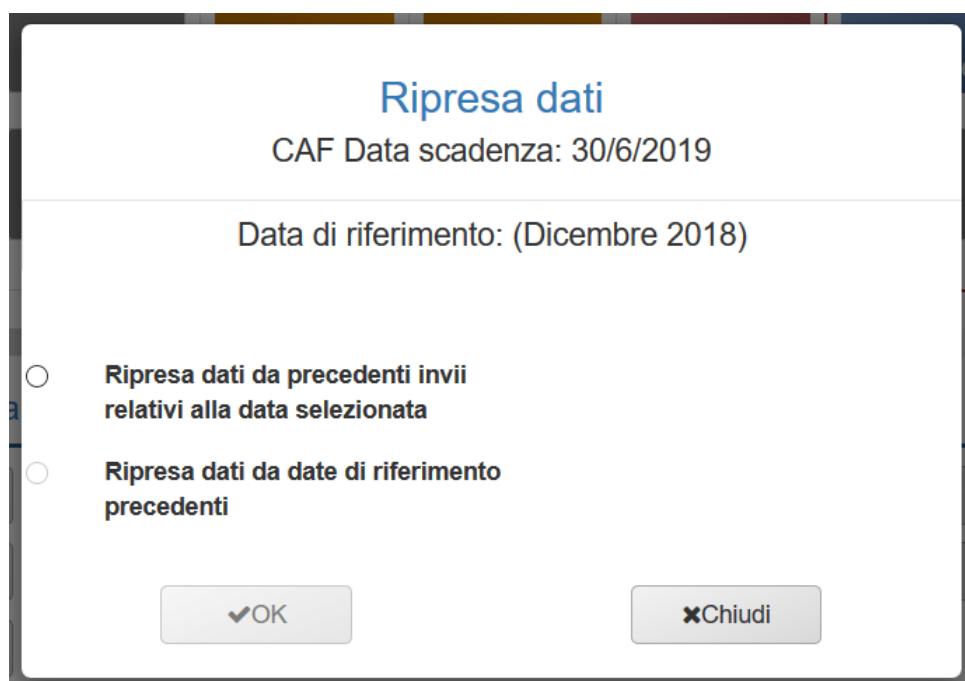 Ripresa dati
CAF Data scadenza: 30/6/2019
Data di riferimento: (Dicembre 2018)
Ripresa dati da precedenti invii
relativi alla data selezionata
Ripresa dati da date di riferimento
precedenti
OK
Chiudi